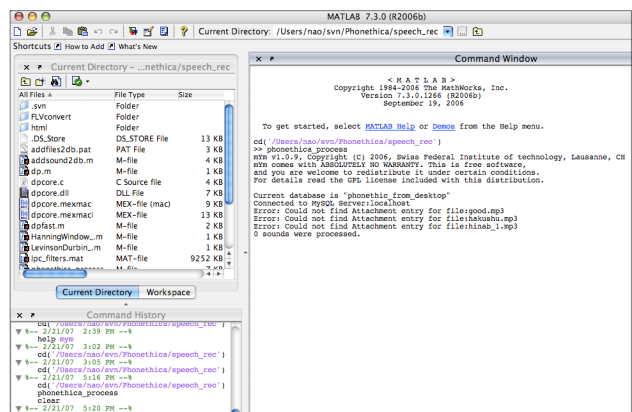 MATLAB 7.3.0 (R2006b)
Current Directory: /Users/nao/svn/Phonethica/speech_rec
Shortcuts How to Add What's New
Current Directory - ...nethica/speech_rec
All Files File Type Size
.svn Folder
FLVconvert Folder
html Folder
.DS_Store DS_STORE File 13 KB
addfiles2db.pat PAT File 3 KB
addsound2db.m M-file 4 KB
dp.m M-file 1 KB
dpcore.c C Source file 4 KB
dpcore.dll DLL File 7 KB
dpcore.mexmac MEX-file (mac) 9 KB
dpcore.mexmaci MEX-file 13 KB
dpfast.m M-file 2 KB
HanningWindow_.m M-file 1 KB
LevinsonDurbin_.m M-file 1 KB
lpc_filters.mat MAT-file 9252 KB
phonethica_process M-file 7 KB
Current Directory Workspace
Command History
cd('/Users/nao/svn/Phonethica/speech_rec')
%-- 2/21/07 2:39 PM --%
help mym
%-- 2/21/07 3:02 PM --%
cd('/Users/nao/svn/Phonethica/speech_rec')
%-- 2/21/07 3:05 PM --%
cd('/Users/nao/svn/Phonethica/speech_rec')
%-- 2/21/07 5:16 PM --%
cd('/Users/nao/svn/Phonethica/speech_rec')
phonethica_process
clear
%-- 2/21/07 5:20 PM --%
Command Window
< M A T L A B >
Copyright 1984-2006 The MathWorks, Inc.
Version 7.3.0.1266 (R2006b)
September 19, 2006
To get started, select MATLAB Help or Demos from the Help menu.
cd('/Users/nao/svn/Phonethica/speech_rec')
>> phonethica_process
mYm v1.0.9, Copyright (C) 2006, Swiss Federal Institute of technology, Lausanne, CH
mYm comes with ABSOLUTELY NO WARRANTY. This is free software,
and you are welcome to redistribute it under certain conditions.
For details read the GPL license included with this distribution.
Current database is "phonethic_from_desktop"
Connected to MySQL Server:localhost
Error: Could not find Attachment entry for file:good.mp3
Error: Could not find Attachment entry for file:hakushu.mp3
Error: Could not find Attachment entry for file:hinab_1.mp3
0 sounds were processed.